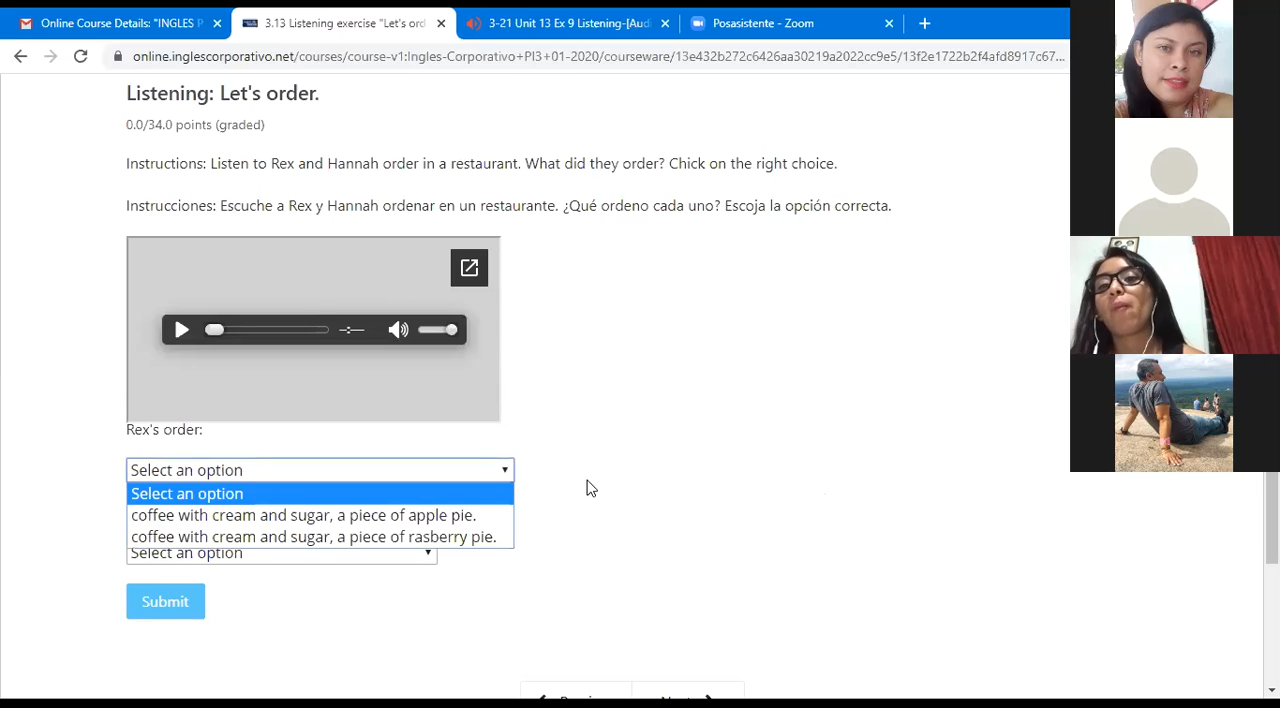 Online Course Details: "INGLES P
3.13 Listening exercise "Let's ord
3-21 Unit 13 Ex 9 Listening-[Audi
Posasistente - Zoom
online.inglescorporativo.net/courses/course-v1:Ingles-Corporativo+PI3+01-2020/courseware/13e432b272c6426aa30219a2022cc9e5/13f2e1722b2f4afd8917c67...
Listening: Let's order.
0.0/34.0 points (graded)
Instructions: Listen to Rex and Hannah order in a restaurant. What did they order? Chick on the right choice.
Instrucciones: Escuche a Rex y Hannah ordenar en un restaurante. ¿Qué ordeno cada uno? Escoja la opción correcta.
Rex's order:
Select an option
Select an option
coffee with cream and sugar, a piece of apple pie.
coffee with cream and sugar, a piece of rasberry pie.
Select an option
Submit